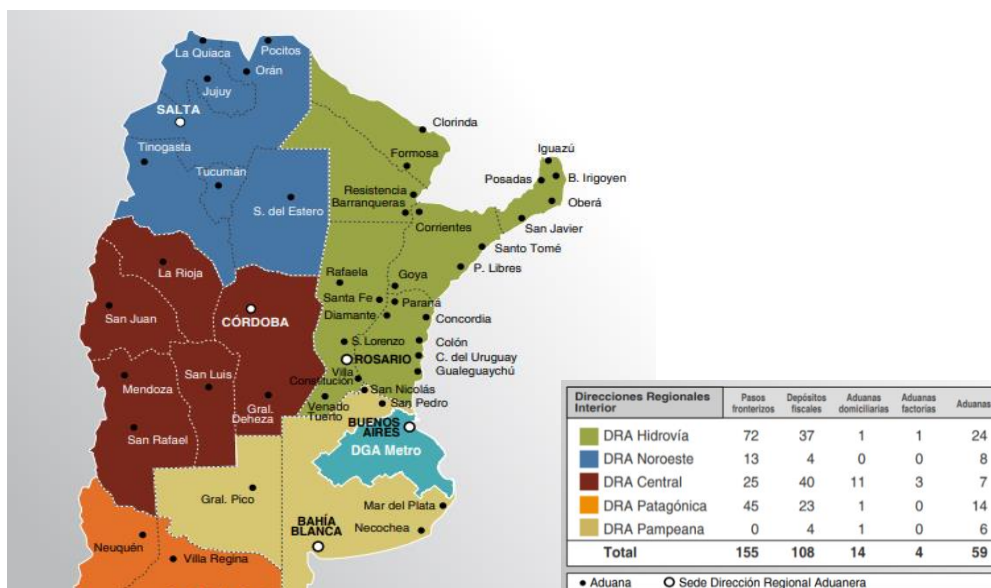 La Quiaca
Pocitos
Orán
Jujuy
SALTA
Tinogasta
Tucumán
S. del Estero
Clorinda
Formosa
Resistencia
Barranqueras
Corrientes
Iguazú
Posadas
B. Irigoyen
Oberá
San Javier
Santo Tomé
P. Libres
La Rioja
Rafaela
Goya
Santa Fe
Paraná
Diamante
Concordia
San Juan
CÓRDOBA
S. Lorenzo
Colón
ROSARIO
C. del Uruguay
Gualeguaychú
Mendoza
San Luis
Villa
Constitución
San Nicolás
Gral.
Deheza
Venado
Tuerto
San Pedro
San Rafael
BUENOS
AIRES
DGA Metro
Gral. Pico
Mar del Plata
BAHÍA
BLANCA
Necochea
Neuquén
Villa Regina
Direcciones Regionales Interior Pasos fronterizos Depósitos fiscales Aduanas domiciliarias Aduanas factorias Aduanas
DRA Hidrovía 72 37 1 1 24
DRA Noroeste 13 4 0 0 8
DRA Central 25 40 11 3 7
DRA Patagónica 45 23 1 0 14
DRA Pampeana 0 4 1 0 6
Total 155 108 14 4 59
Aduana Sede Dirección Regional Aduanera